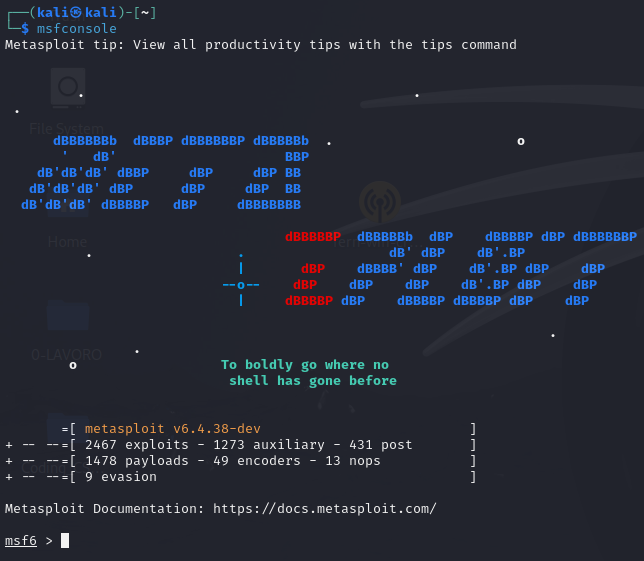 ┌──(kali㉿kali)-[~]
└─$ msfconsole
Metasploit tip: View all productivity tips with the tips command
File System
dBBBBBBb  dBBBP dBBBBBBP dBBBBBb
'   dB'                     BBP
dB'dB'dB' dBBP     dBP     dBP BB
dB'dB'dB' dBP      dBP     dBP  BB
dB'dB'dB' dBBBBP   dBP     dBBBBBBB
Home
dBBBBBP  dBBBBBb  dBP    dBBBBP dBP dBBBBBBP
dB' dBP    dB'.BP
dBP    dBBBB' dBP    dB'.BP dBP    dBP
--o--    dBP    dBP    dBP    dB'.BP dBP    dBP
dBBBBP dBP    dBBBBP dBBBBP dBP    dBP
0-LAVORO
o
To boldly go where no
shell has gone before
=[ metasploit v6.4.38-dev                          ]
+ -- --=[ 2467 exploits - 1273 auxiliary - 431 post       ]
+ -- --=[ 1478 payloads - 49 encoders - 13 nops           ]
+ -- --=[ 9 evasion                                       ]
Metasploit Documentation: https://docs.metasploit.com/
msf6 >